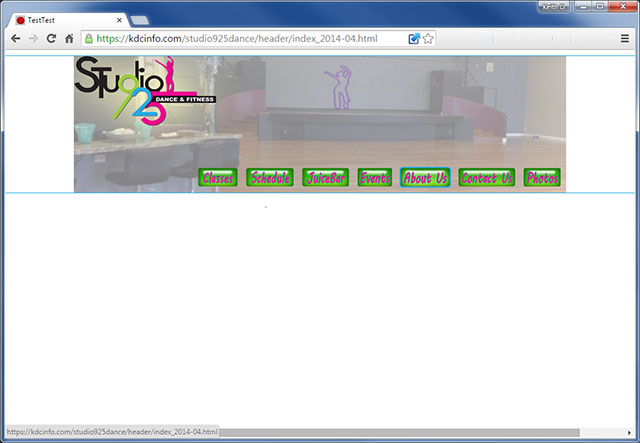 Keith D
TestTest
https://kdcinfo.com/studio925dance/header/index_2014-04.html
STudio
925
DANCE & FITNESS
Classes Schedule JuiceBar Events About Us Contact Us Photos
https://kdcinfo.com/studio925dance/header/index_2014-04.html